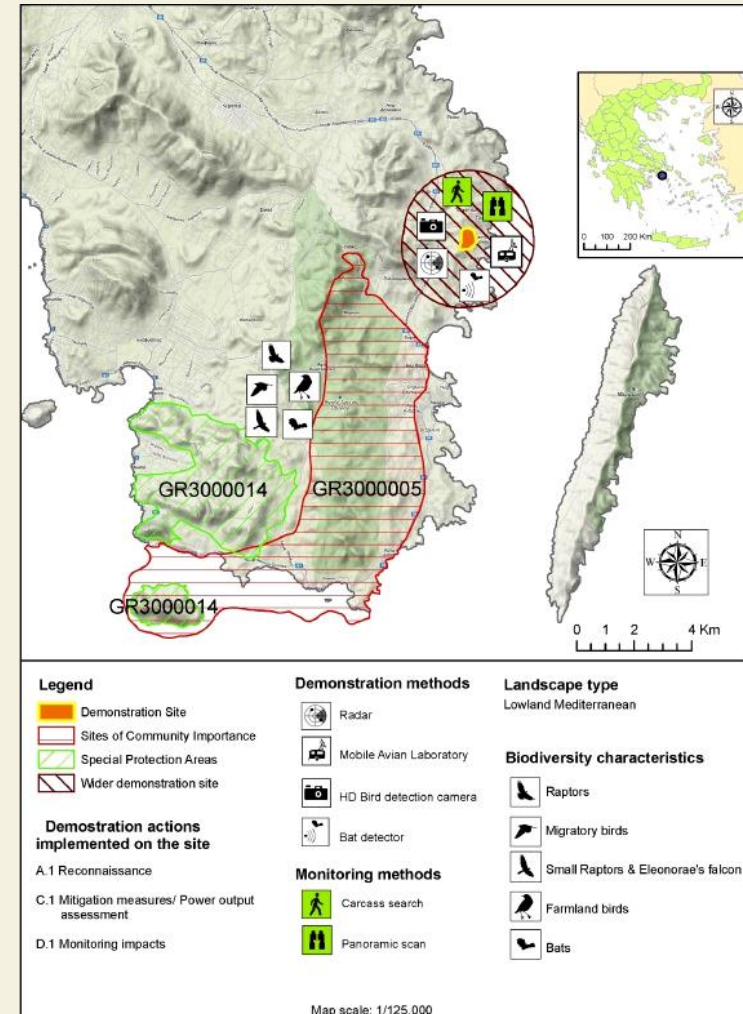 0 100 200 Km
GR3000014
GR3000005
GR3000014
N
W E
S
0 1 2 4 Km
Legend
Demonstration Site
Sites of Community Importance
Special Protection Areas
Wider demonstration site
Demostration actions
implemented on the site
A.1 Reconnaissance
C.1 Mitigation measures/ Power output
assessment
D.1 Monitoring impacts
Demonstration methods
Radar
Mobile Avian Laboratory
HD Bird detection camera
Bat detector
Monitoring methods
Carcass search
Panoramic scan
Landscape type
Lowland Mediterranean
Biodiversity characteristics
Raptors
Migratory birds
Small Raptors & Eleonorae's falcon
Farmland birds
Bats
Map scale: 1/125.000